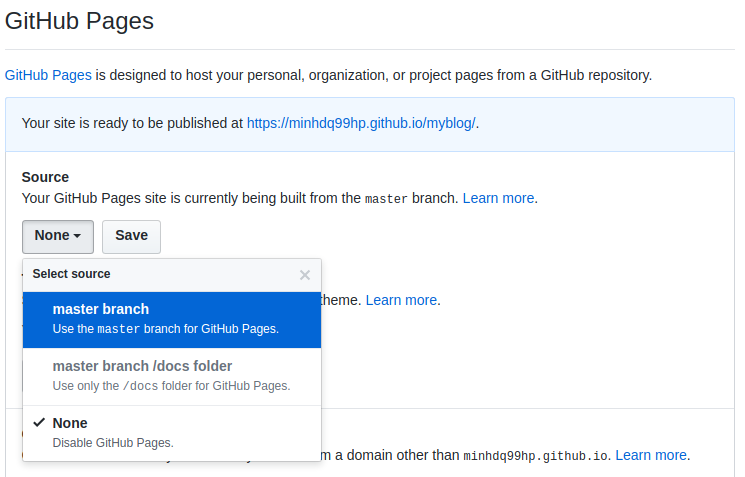 GitHub Pages
GitHub Pages is designed to host your personal, organization, or project pages from a GitHub repository.
Your site is ready to be published at https://minhdq99hp.github.io/myblog/.
Source
Your GitHub Pages site is currently being built from the master branch. Learn more.
None Save
Select source
theme. Learn more.
master branch
Use the master branch for GitHub Pages.
master branch /docs folder
Use only the /docs folder for GitHub Pages.
None
Disable GitHub Pages.
a domain other than minhdq99hp.github.io. Learn more.